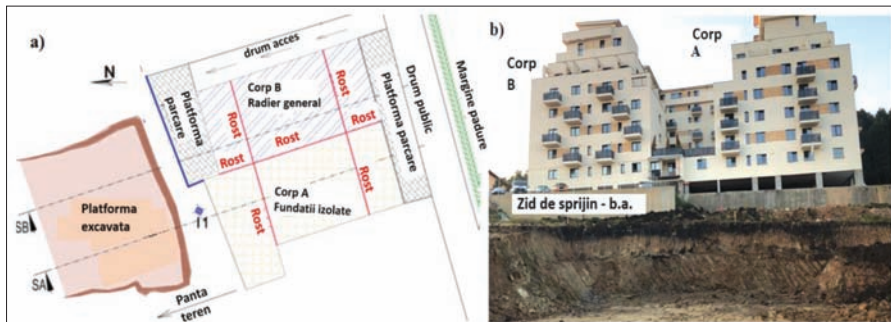 a)
drum acces
N
Corp B
Radier general
Rost
Rost
Platforma
parcare
Rost
Rost
Rost
Platforma parcare
Drum public
Margine padure
Platforma
excavata
I1
Corp A
Fundatii izolate
Rost
Rost
SB
SA
Panta
teren
b)
Corp
B
Corp
A
Zid de sprijin - b.a.